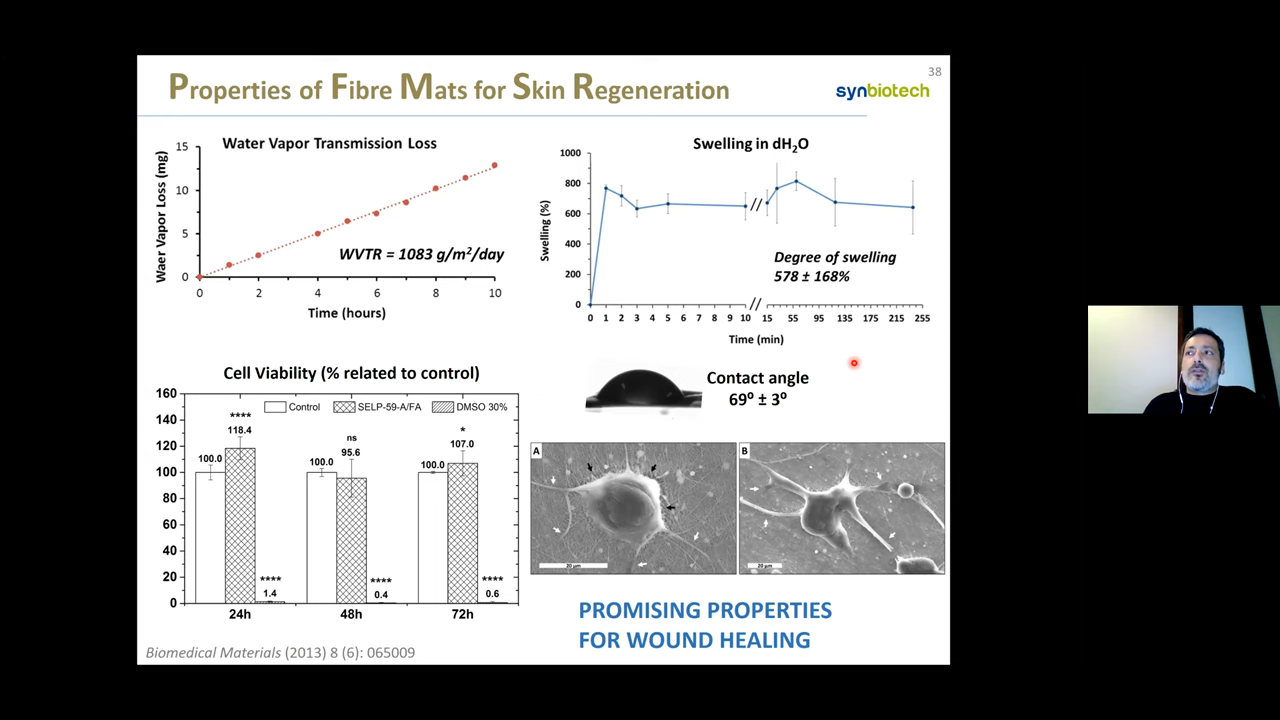 38
Properties of Fibre Mats for Skin Regeneration
synbiotech
Water Vapor Transmission Loss
Waer Vapor Loss (mg)
15
10
5
0
WVTR = 1083 g/m²/day
0 2 4 6 8 10
Time (hours)
Swelling in dH₂O
Swelling (%)
1000
800
600
400
200
0
Degree of swelling
578 ± 168%
0 1 2 3 4 5 6 7 8 9 10 // 15 55 95 135 175 215 255
Time (min)
Cell Viability (% related to control)
160
140
120
100
80
60
40
20
0
Control SELP-59-A/FA DMSO 30%
100.0
****
118.4
****
1.4
100.0
ns
95.6
****
0.4
100.0
*
107.0
****
0.6
24h 48h 72h
Contact angle
69º ± 3º
A
20 µm
B
20 µm
PROMISING PROPERTIES
FOR WOUND HEALING
Biomedical Materials (2013) 8 (6): 065009